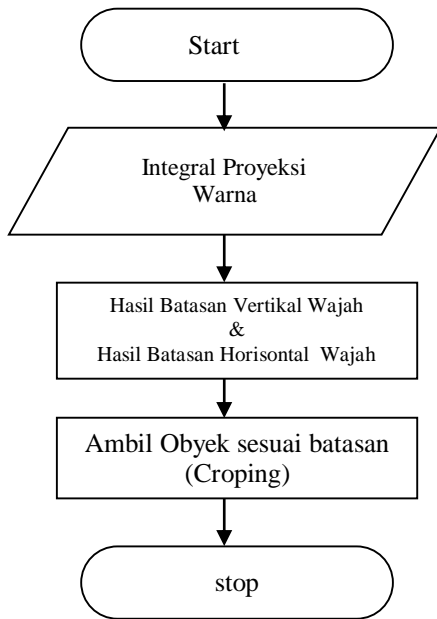 Start
Integral Proyeksi
Warna
Hasil Batasan Vertikal Wajah
&
Hasil Batasan Horisontal Wajah
Ambil Obyek sesuai batasan
(Croping)
stop